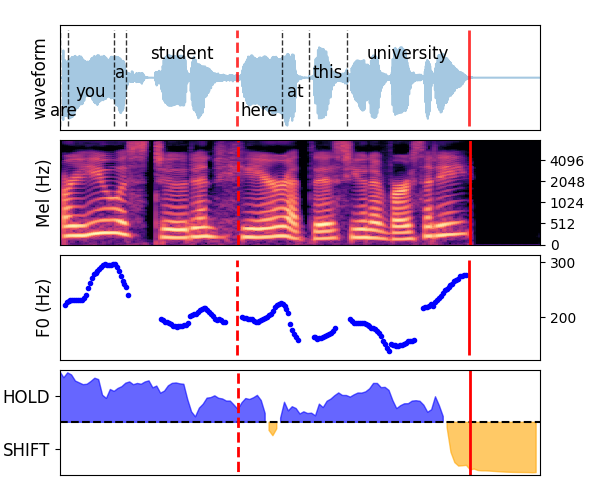 waveform
are
you
a
student
here
at
this
university
Mel (Hz)
4096
2048
1024
512
0
F0 (Hz)
300
200
HOLD
SHIFT